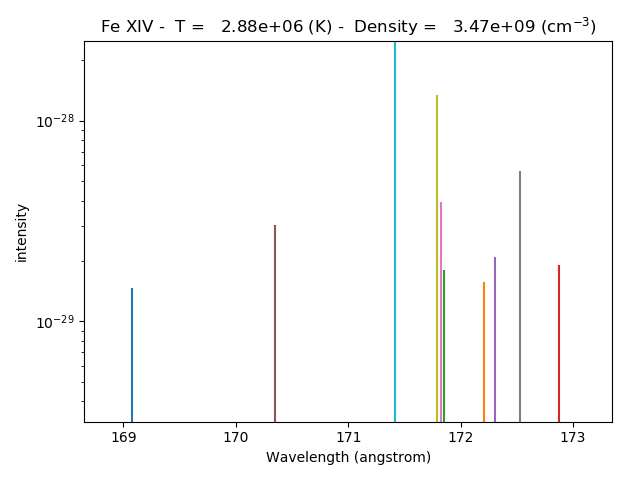 Fe XIV - T = 2.88e+06 (K) - Density = 3.47e+09 (cm⁻³)
intensity
10⁻²⁸
10⁻²⁹
169 170 171 172 173
Wavelength (angstrom)